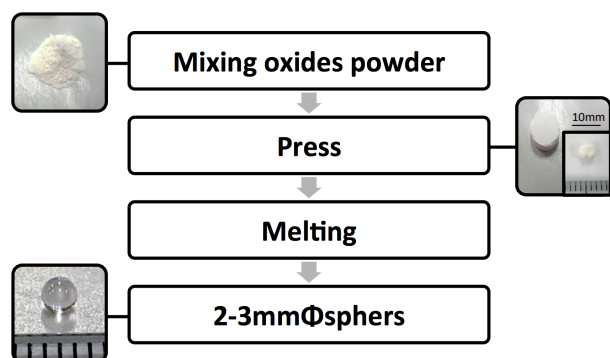 Mixing oxides powder
10mm
Press
Melting
2-3mmΦsphers